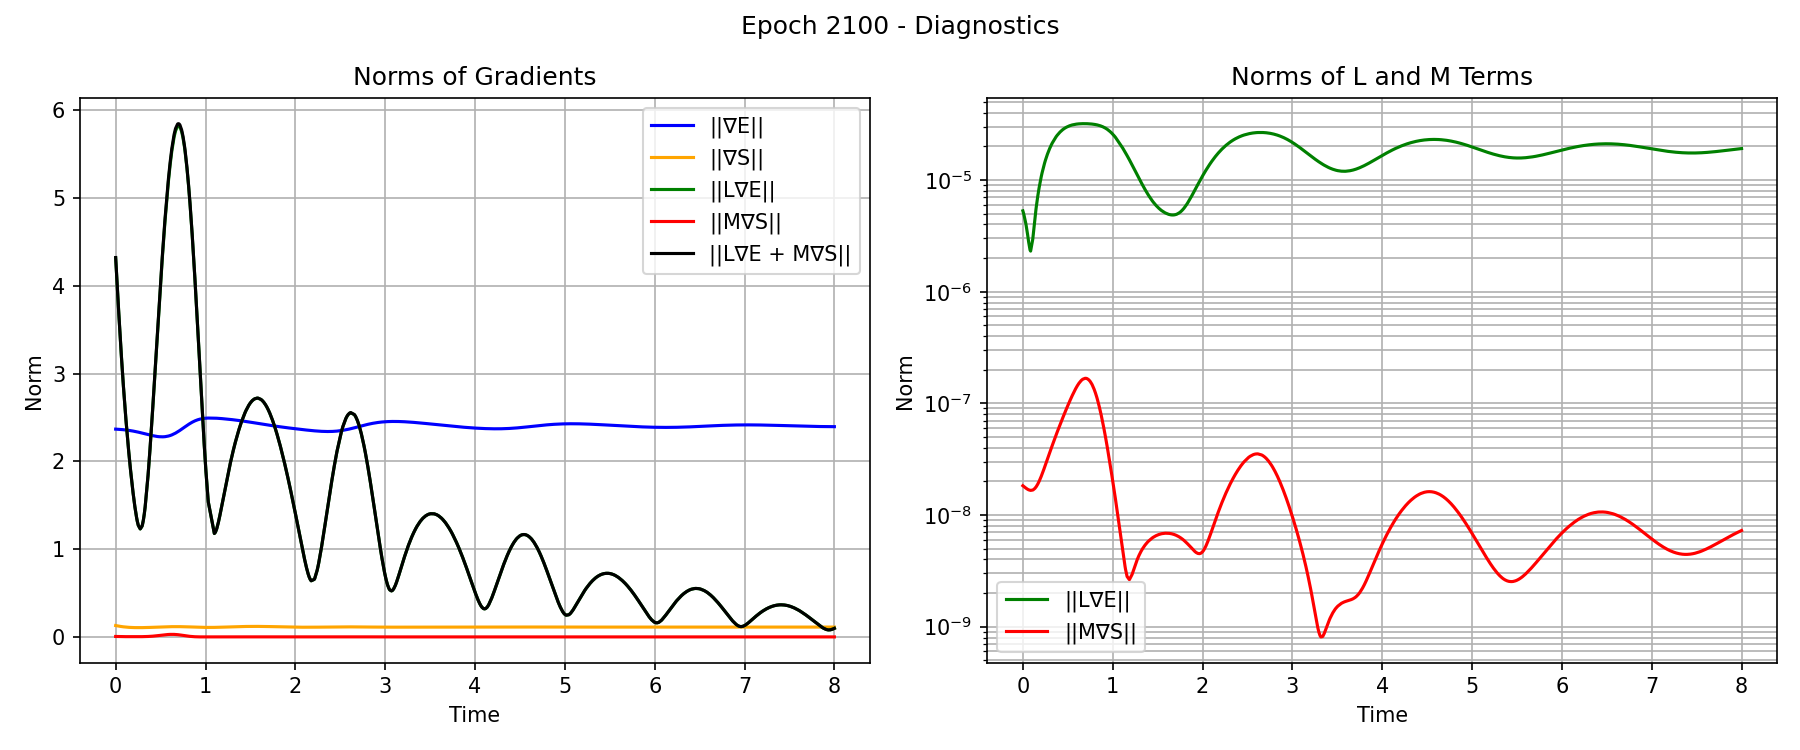 Epoch 2100 - Diagnostics
Norms of Gradients
Norm
6
5
4
3
2
1
0
||∇E||
||∇S||
||L∇E||
||M∇S||
||L∇E + M∇S||
0 1 2 3 4 5 6 7 8
Time
Norms of L and M Terms
Norm
10⁻⁵
10⁻⁶
10⁻⁷
10⁻⁸
10⁻⁹
||L∇E||
||M∇S||
0 1 2 3 4 5 6 7 8
Time